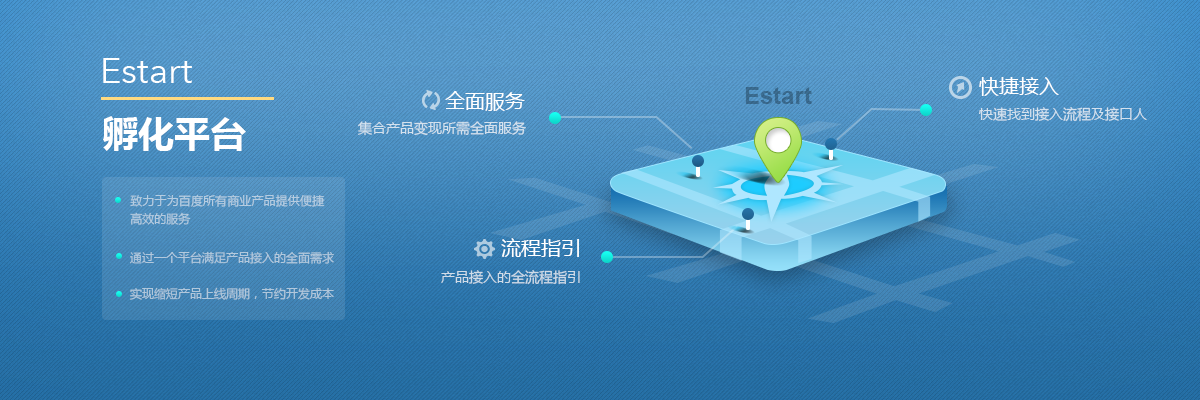 Estart
孵化平台
致力于为百度所有商业产品提供便捷
高效的服务
通过一个平台满足产品接入的全面需求
实现缩短产品上线周期，节约开发成本
全面服务
集合产品变现所需全面服务
Estart
快捷接入
快速找到接入流程及接口人
流程指引
产品接入的全流程指引